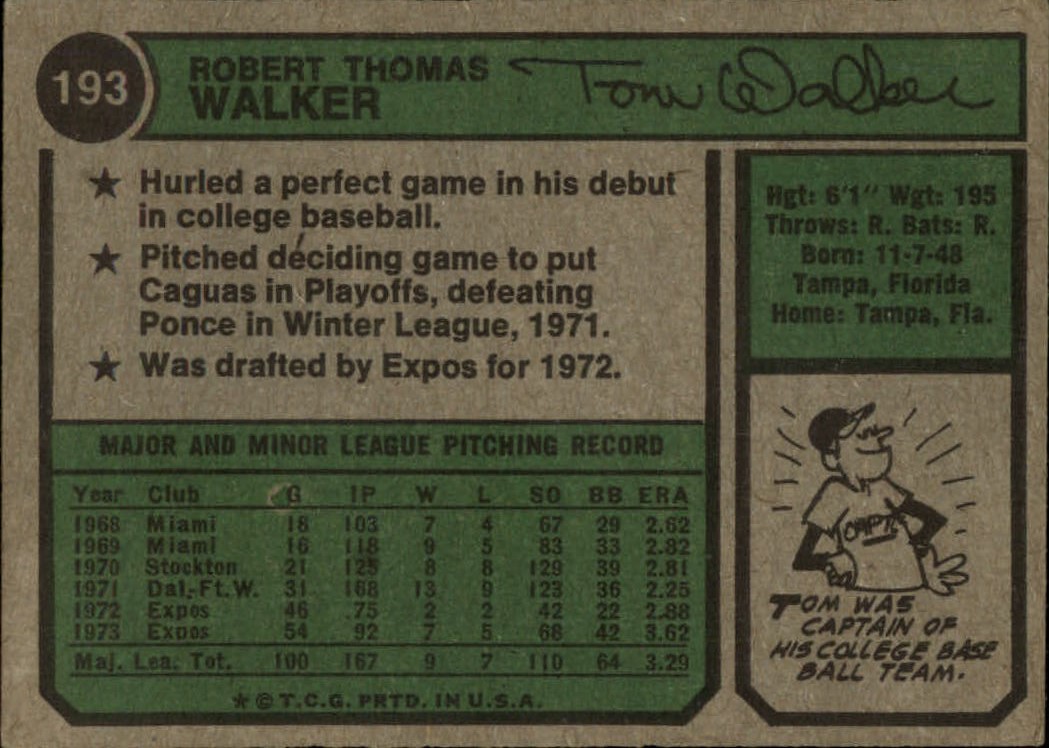 193
ROBERT THOMAS
WALKER
Tom Walker
★ Hurled a perfect game in his debut
in college baseball.
★ Pitched deciding game to put
Caguas in Playoffs, defeating
Ponce in Winter League, 1971.
★ Was drafted by Expos for 1972.
Hgt: 6'1" Wgt: 195
Throws: R. Bats: R.
Born: 11-7-48
Tampa, Florida
Home: Tampa, Fla.
MAJOR AND MINOR LEAGUE PITCHING RECORD
Year Club G IP W L SO BB ERA
1968 Miami 18 103 7 4 67 29 2.62
1969 Miami 16 118 9 5 83 33 2.82
1970 Stockton 21 125 8 8 129 39 2.81
1971 Dal.-Ft.W. 31 168 13 9 123 36 2.25
1972 Expos 46 75 2 2 42 22 2.88
1973 Expos 54 92 7 5 68 42 3.62
Maj. Lea. Tot. 100 167 9 7 110 64 3.29
★ © T.C.G. PRTD. IN U.S.A.
CAPT.
TOM WAS
CAPTAIN OF
HIS COLLEGE BASE
BALL TEAM.